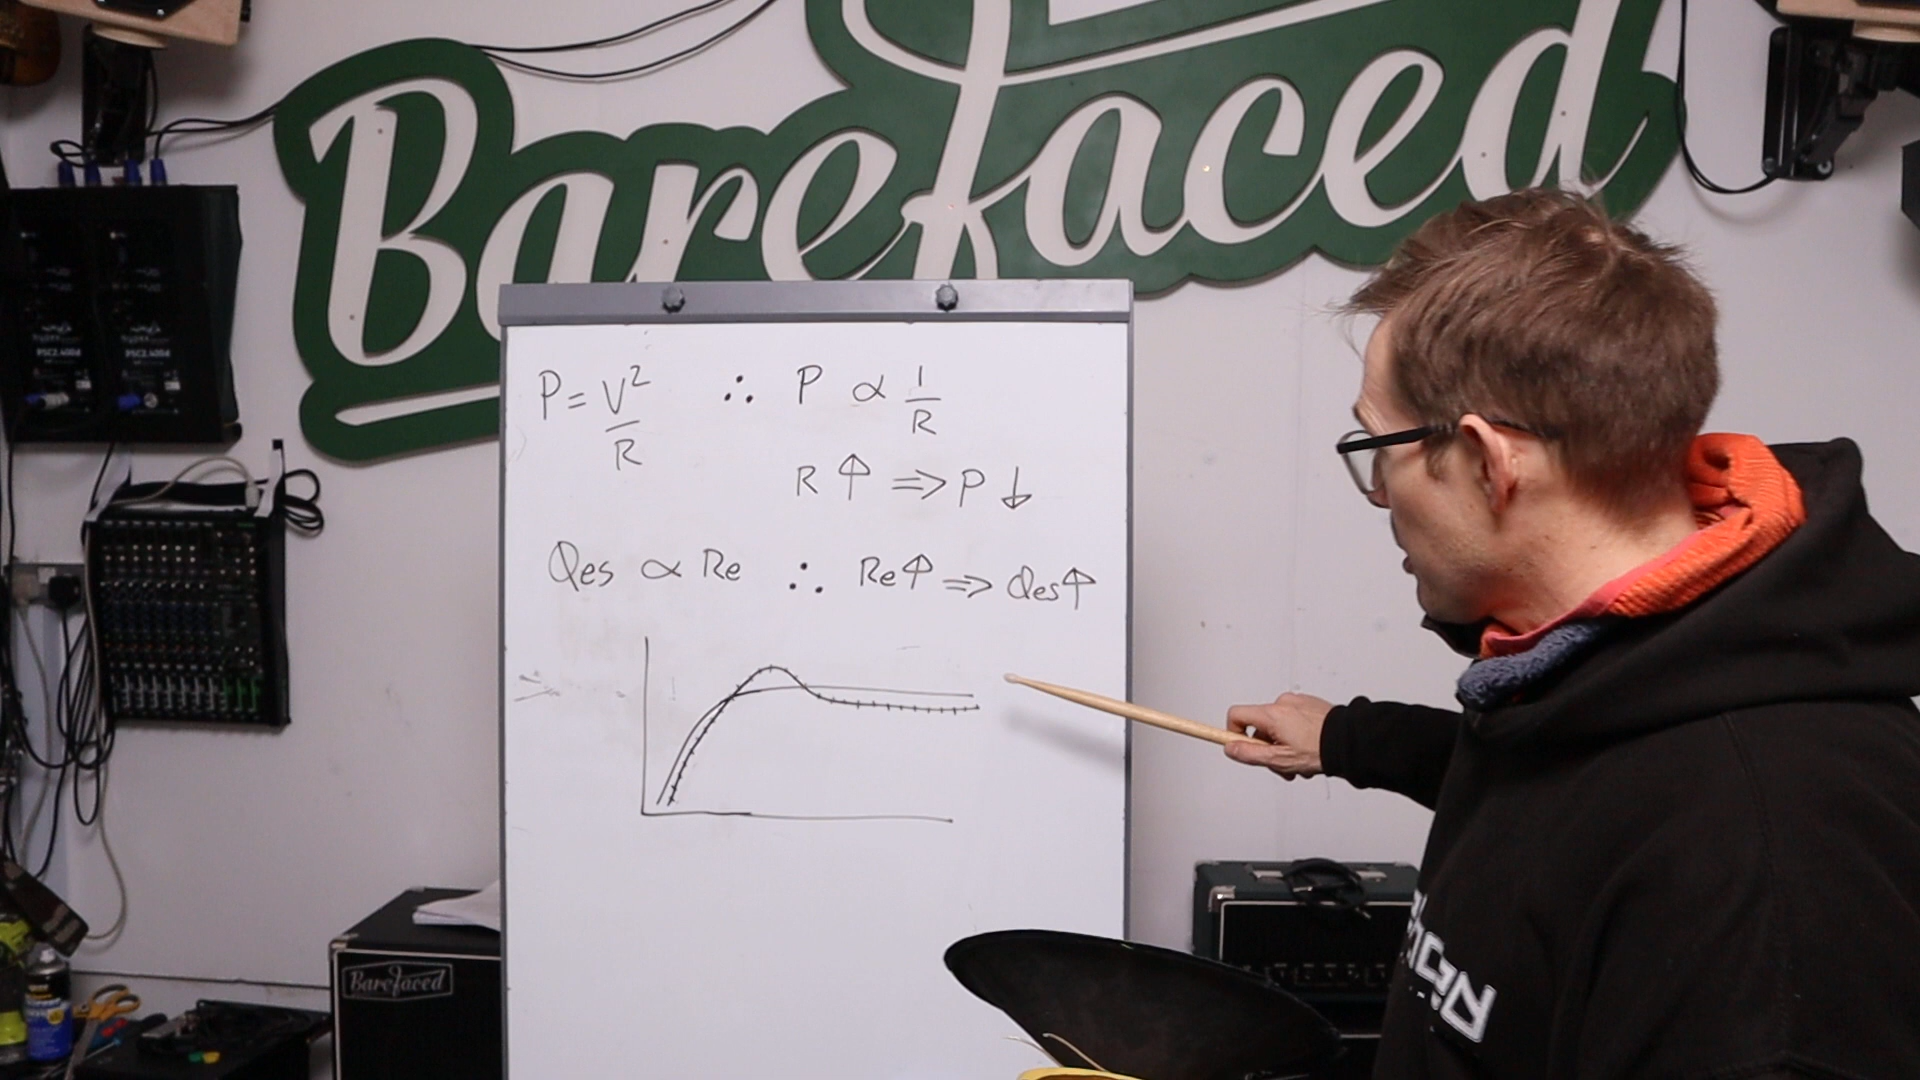 Barefaced
P = V² / R ∴ P ∝ 1 / R
R ↑ ⇒ P ↓
Qes ∝ Re ∴ Re ↑ ⇒ Qes ↑
Barefaced